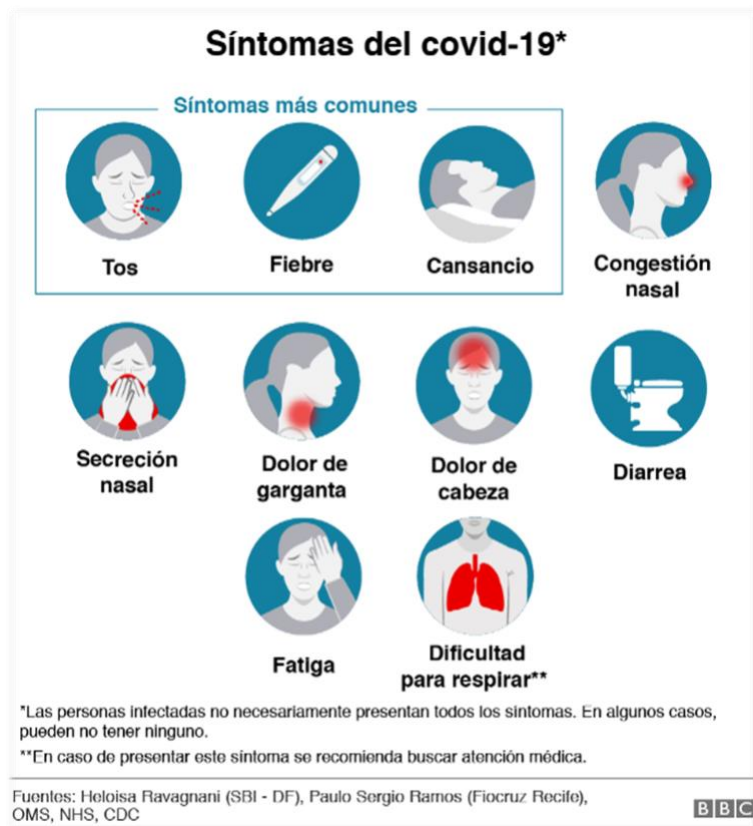 Síntomas del covid-19*
Síntomas más comunes
Tos
Fiebre
Cansancio
Congestión
nasal
Secreción
nasal
Dolor de
garganta
Dolor de
cabeza
Diarrea
Fatiga
Dificultad
para respirar**
*Las personas infectadas no necesariamente presentan todos los síntomas. En algunos casos,
pueden no tener ninguno.
**En caso de presentar este síntoma se recomienda buscar atención médica.
Fuentes: Heloisa Ravagnani (SBI - DF), Paulo Sergio Ramos (Fiocruz Recife),
OMS, NHS, CDC
BBC